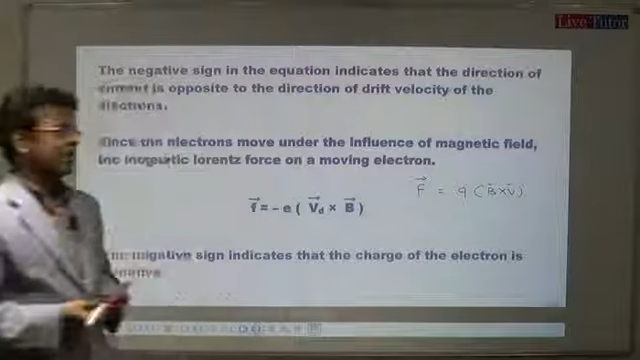 Live Tutor
The negative sign in the equation indicates that the direction of
current is opposite to the direction of drift velocity of the
electrons.
Since the electrons move under the influence of magnetic field,
the magnetic lorentz force on a moving electron.
F⃗ = q (B⃗×V⃗)
f⃗ = - e ( V⃗d × B⃗ )
negative sign indicates that the charge of the electron is
negative